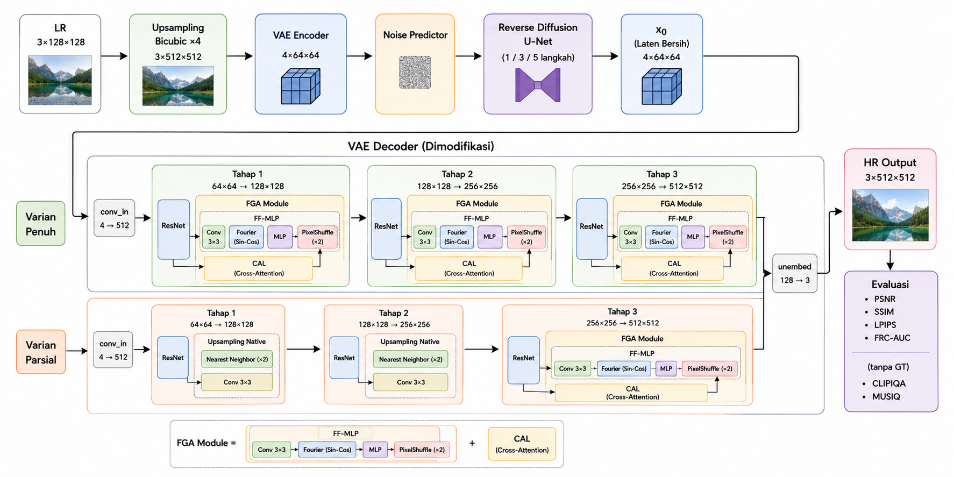 LR
3×128×128
Upsampling
Bicubic ×4
3×512×512
VAE Encoder
4×64×64
Noise Predictor
Reverse Diffusion
U-Net
(1 / 3 / 5 langkah)
x0
(Laten Bersih)
4×64×64
VAE Decoder (Dimodifikasi)
Varian
Penuh
conv_in
4 → 512
Tahap 1
64×64 → 128×128
ResNet
FGA Module
FF-MLP
Conv
3×3
Fourier
(Sin-Cos)
MLP
PixelShuffle
(×2)
CAL
(Cross-Attention)
Tahap 2
128×128 → 256×256
ResNet
FGA Module
FF-MLP
Conv
3×3
Fourier
(Sin-Cos)
MLP
PixelShuffle
(×2)
CAL
(Cross-Attention)
Tahap 3
256×256 → 512×512
ResNet
FGA Module
FF-MLP
Conv
3×3
Fourier
(Sin-Cos)
MLP
PixelShuffle
(×2)
CAL
(Cross-Attention)
Varian
Parsial
conv_in
4 → 512
Tahap 1
64×64 → 128×128
ResNet
Upsampling Native
Nearest Neighbor (×2)
Conv 3×3
Tahap 2
128×128 → 256×256
ResNet
Upsampling Native
Nearest Neighbor (×2)
Conv 3×3
Tahap 3
256×256 → 512×512
ResNet
FGA Module
FF-MLP
Conv 3×3
Fourier (Sin-Cos)
MLP
PixelShuffle (×2)
CAL
(Cross-Attention)
unembed
128 → 3
HR Output
3×512×512
Evaluasi
• PSNR
• SSIM
• LPIPS
• FRC-AUC
(tanpa GT)
• CLIPIQA
• MUSIQ
FGA Module =
FF-MLP
Conv 3×3
Fourier (Sin-Cos)
MLP
PixelShuffle (×2)
+
CAL
(Cross-Attention)